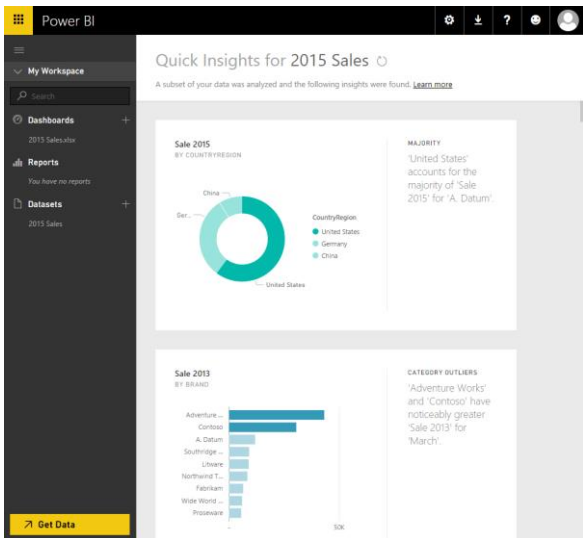 Power BI
?
My Workspace
Search
Dashboards +
2015 Sales.xlsx
Reports
You have no reports
Datasets +
2015 Sales
Get Data
Quick Insights for 2015 Sales
A subset of your data was analyzed and the following insights were found. Learn more
Sale 2015
BY COUNTRYREGION
China
Ger...
United States
CountryRegion
United States
Germany
China
MAJORITY
'United States'
accounts for the
majority of 'Sale
2015' for 'A. Datum'.
Sale 2013
BY BRAND
Adventure ...
Contoso
A. Datum
Southridge ...
Litware
Northwind T...
Fabrikam
Wide World ...
Proseware
50K
CATEGORY OUTLIERS
'Adventure Works'
and 'Contoso' have
noticeably greater
'Sale 2013' for
'March'.